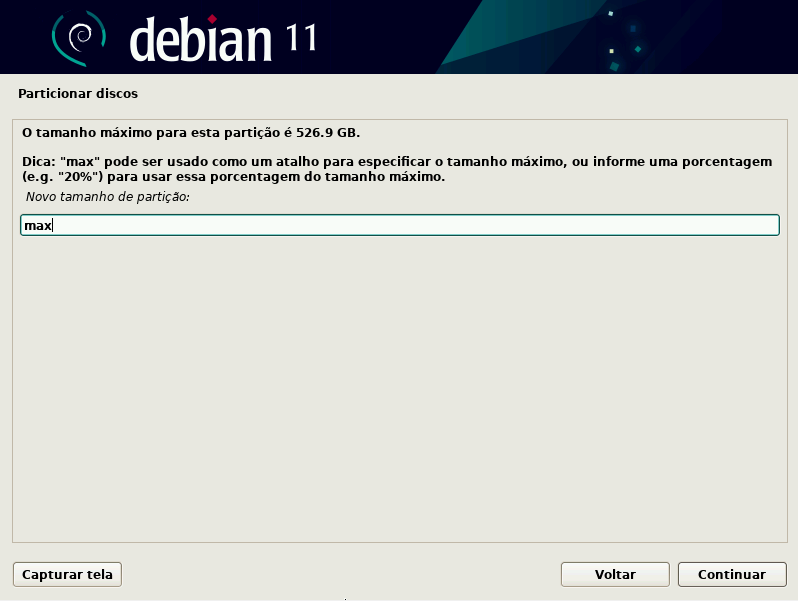 debian 11
Particionar discos
O tamanho máximo para esta partição é 526.9 GB.
Dica: "max" pode ser usado como um atalho para especificar o tamanho máximo, ou informe uma porcentagem
(e.g. "20%") para usar essa porcentagem do tamanho máximo.
Novo tamanho de partição:
max
Capturar tela
Voltar
Continuar